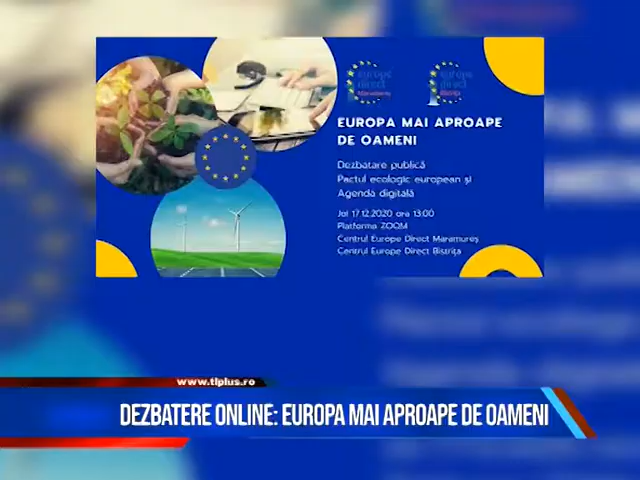 europe
direct
Maramureș
europe
direct
Bistrița
EUROPA MAI APROAPE
DE OAMENI
Dezbatare publică
Pactul ecologic european și
Agenda digitală
Joi 17.12.2020 ora 13:00
Platforma ZOOM
Centrul Europe Direct Maramureș
Centrul Europe Direct Bistrița
www.tlplus.ro
DEZBATERE ONLINE: EUROPA MAI APROAPE DE OAMENI